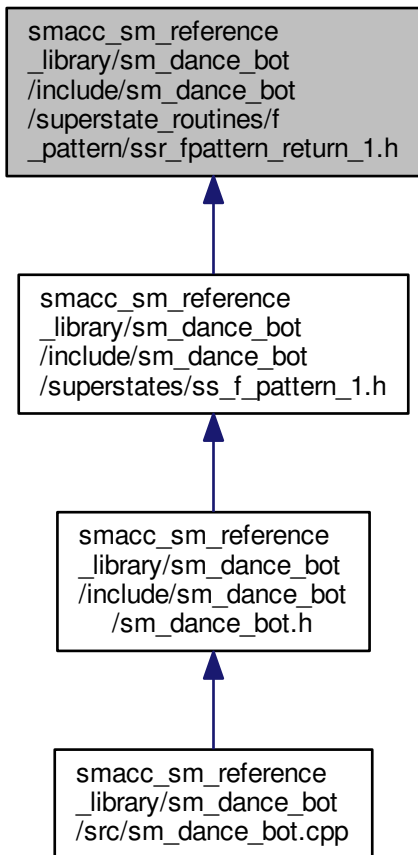 smacc_sm_reference
_library/sm_dance_bot
/include/sm_dance_bot
/superstate_routines/f
_pattern/ssr_fpattern_return_1.h
smacc_sm_reference
_library/sm_dance_bot
/include/sm_dance_bot
/superstates/ss_f_pattern_1.h
smacc_sm_reference
_library/sm_dance_bot
/include/sm_dance_bot
/sm_dance_bot.h
smacc_sm_reference
_library/sm_dance_bot
/src/sm_dance_bot.cpp